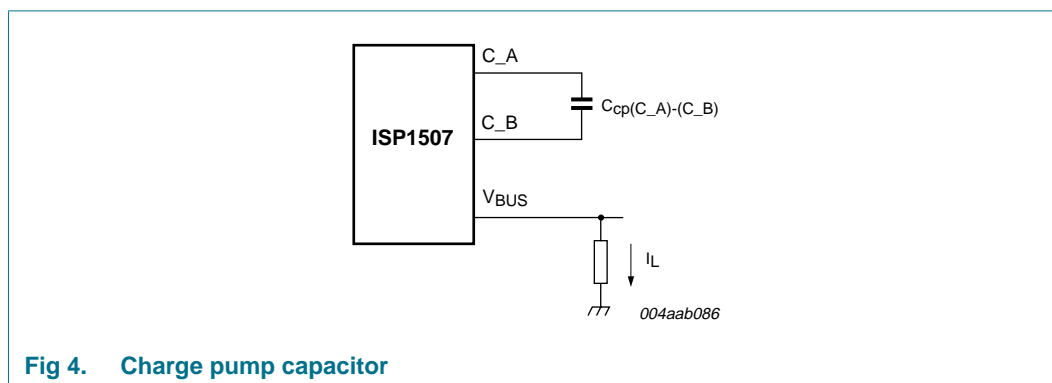 C_A
Ccp(C_A)-(C_B)
C_B
ISP1507
VBUS
IL
004aab086
Fig 4. Charge pump capacitor